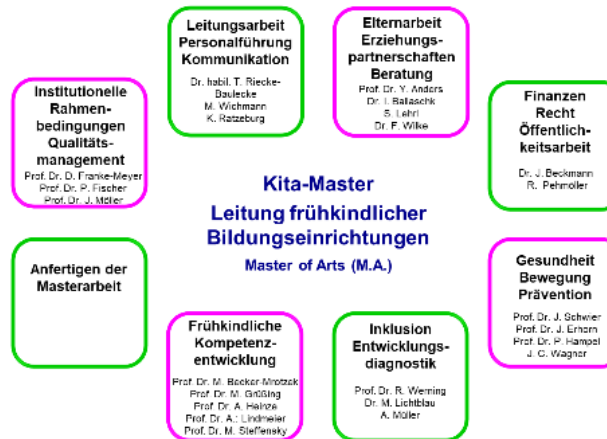 Leitungsarbeit
Personalführung
Kommunikation
Dr. habil. T. Riecke-
Baulecke
M. Wichmann
K. Ratzeburg
Elternarbeit
Erziehungs-
partnerschaften
Beratung
Prof. Dr. Y. Anders
Dr. I. Ballaschk
S. Lehrl
Dr. F. Wilke
Institutionelle
Rahmen-
bedingungen
Qualitäts-
management
Prof. Dr. D. Franke-Meyer
Prof. Dr. P. Fischer
Prof. Dr. J. Möller
Finanzen
Recht
Öffentlich-
keitsarbeit
Dr. J. Beckmann
R. Pehmöller
Kita-Master
Leitung frühkindlicher
Bildungseinrichtungen
Master of Arts (M.A.)
Anfertigen der
Masterarbeit
Gesundheit
Bewegung
Prävention
Prof. Dr. J. Schwier
Prof. Dr. J. Erhorn
Prof. Dr. P. Hampel
J. C. Wagner
Frühkindliche
Kompetenz-
entwicklung
Prof. Dr. M. Becker-Mrotzek
Prof. Dr. M. Grüßing
Prof. Dr. A. Heinze
Prof. Dr. A.: Lindmeier
Prof. Dr. M. Steffensky
Inklusion
Entwicklungs-
diagnostik
Prof. Dr. R. Werning
Dr. M. Lichtblau
A. Müller